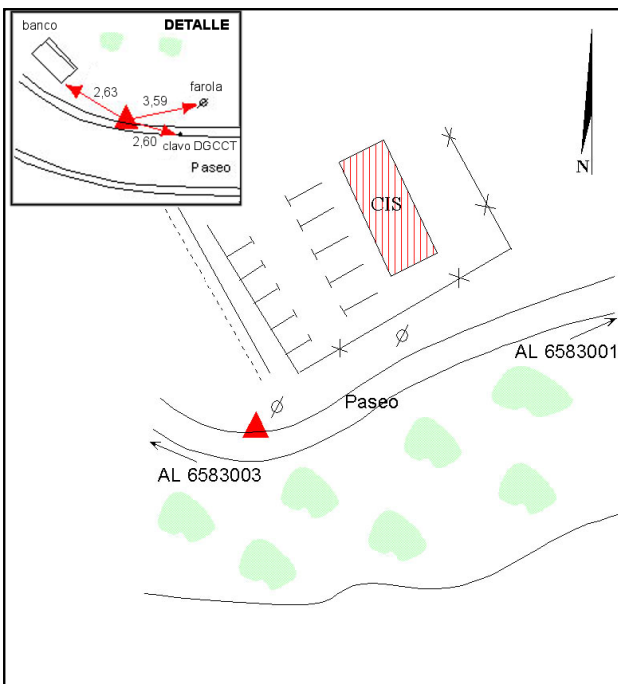 DETALLE
banco
farola
2,63
3,59
2,60
clavo DGCCT
Paseo
N
CIS
AL 6583001
Paseo
AL 6583003